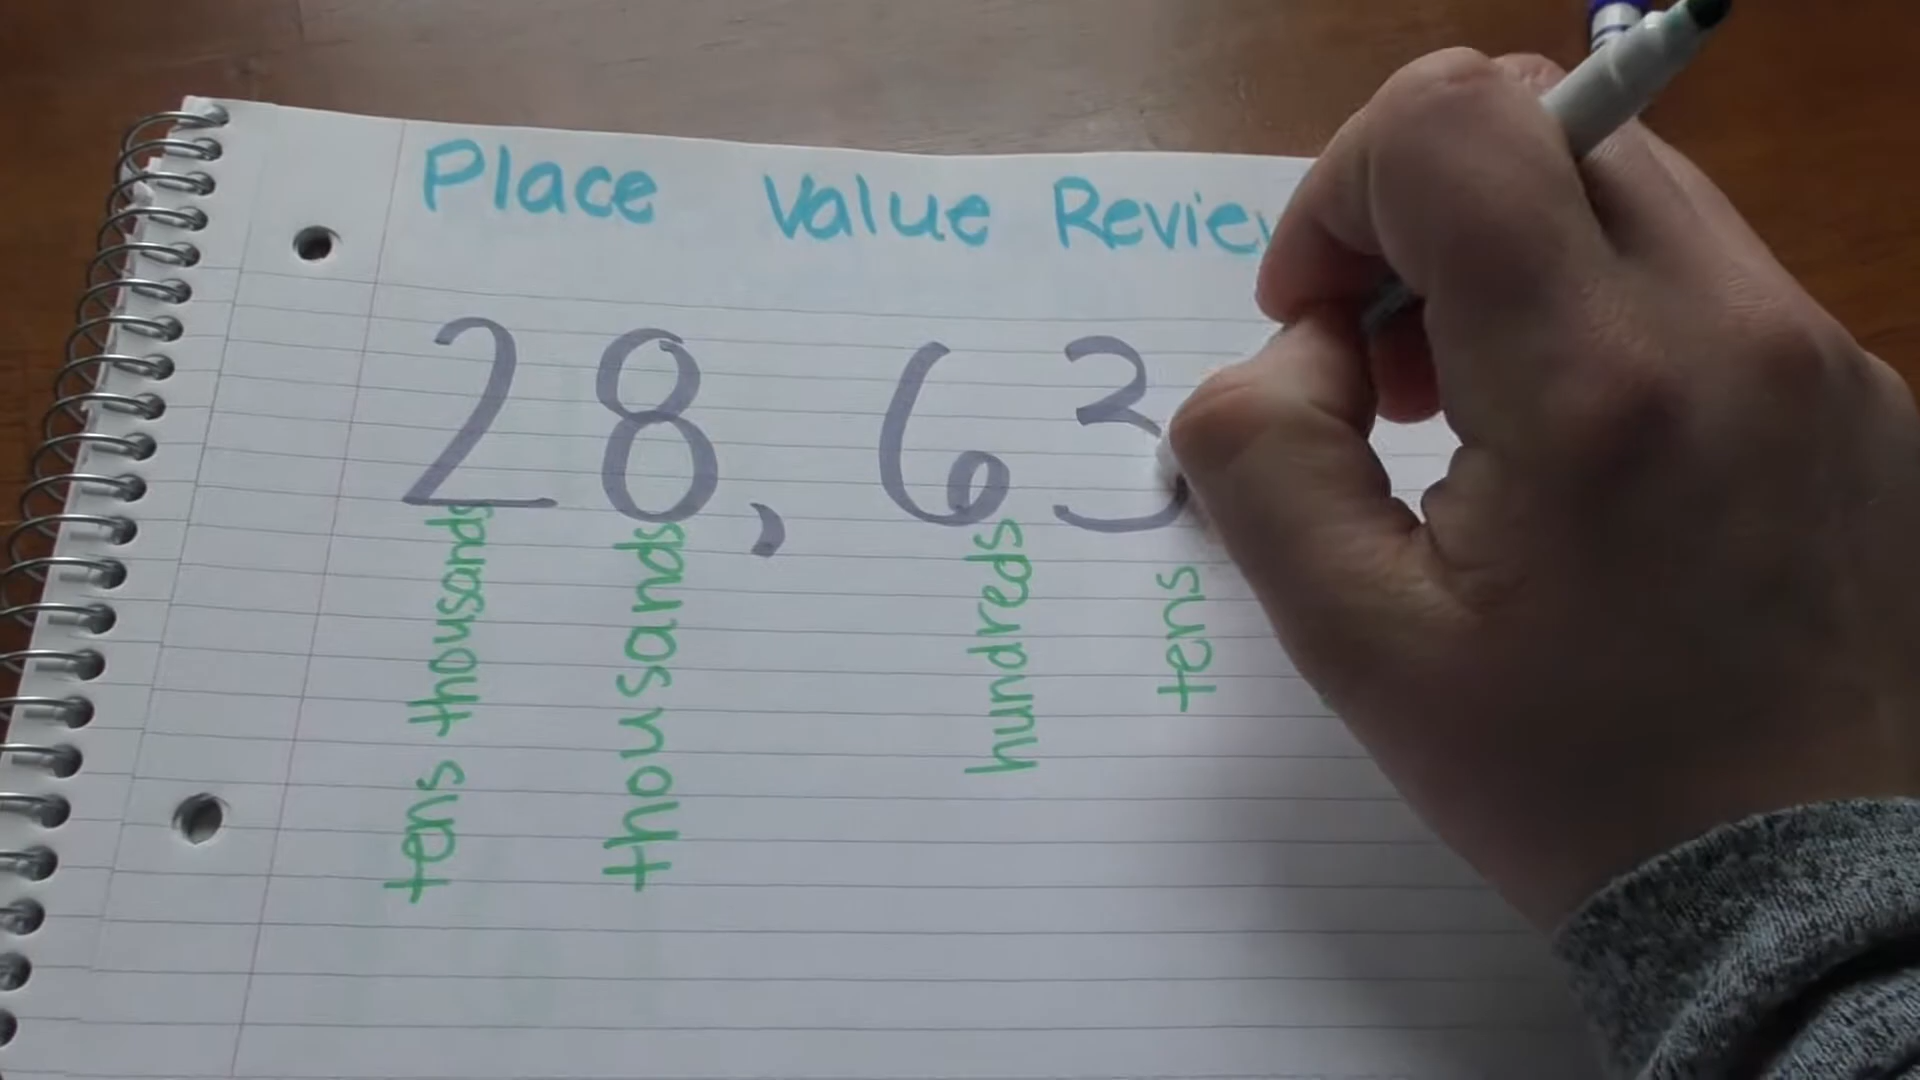 Place Value Review
28,63
tens thousands
thousands
hundreds
tens